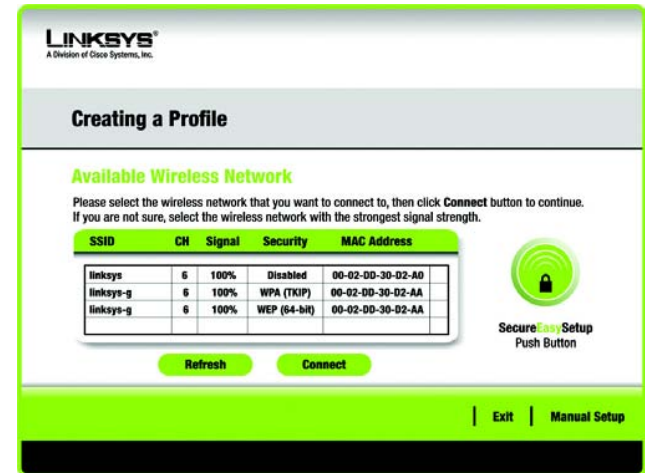 LINKSYS®
A Division of Cisco Systems, Inc.
Creating a Profile
Available Wireless Network
Please select the wireless network that you want to connect to, then click Connect button to continue.
If you are not sure, select the wireless network with the strongest signal strength.
SSID CH Signal Security MAC Address
linksys 6 100% Disabled 00-02-DD-30-D2-A0
linksys-g 6 100% WPA (TKIP) 00-02-DD-30-D2-AA
linksys-g 6 100% WEP (64-bit) 00-02-DD-30-D2-AA
SecureEasySetup
Push Button
Refresh Connect
Exit Manual Setup